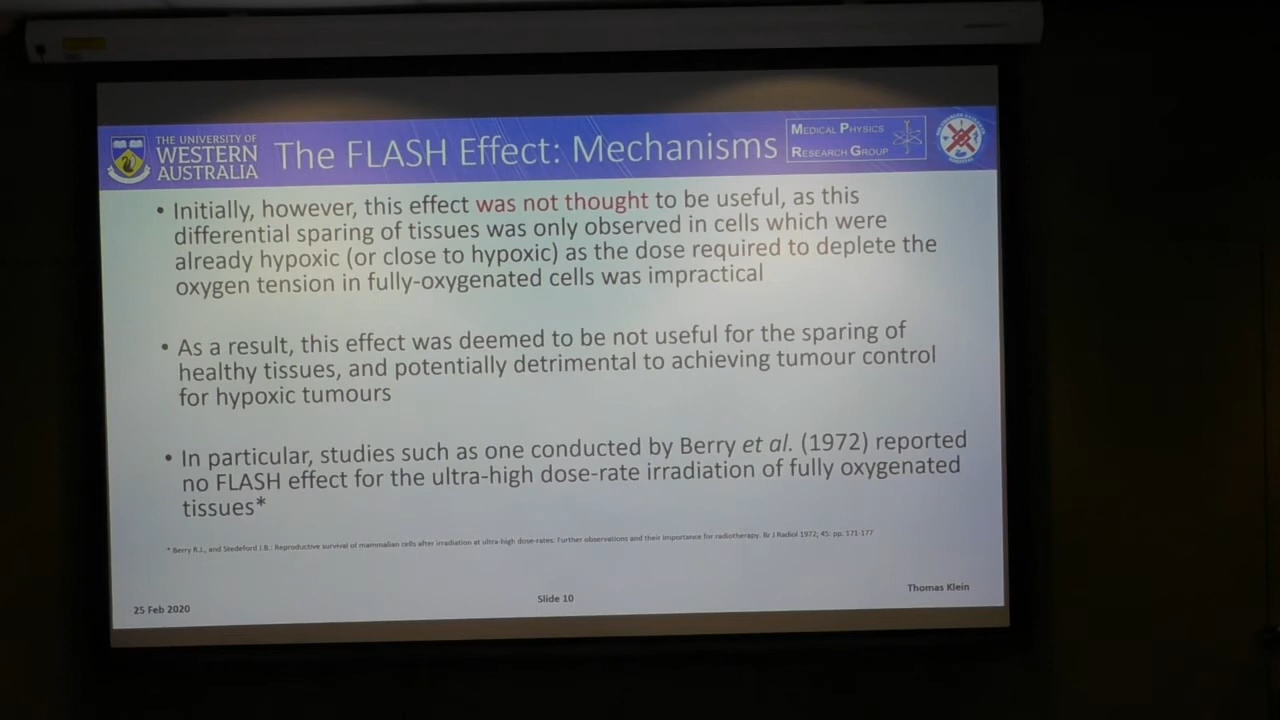 THE UNIVERSITY OF
WESTERN
AUSTRALIA
The FLASH Effect: Mechanisms
MEDICAL PHYSICS
RESEARCH GROUP
• Initially, however, this effect was not thought to be useful, as this
differential sparing of tissues was only observed in cells which were
already hypoxic (or close to hypoxic) as the dose required to deplete the
oxygen tension in fully-oxygenated cells was impractical
• As a result, this effect was deemed to be not useful for the sparing of
healthy tissues, and potentially detrimental to achieving tumour control
for hypoxic tumours
• In particular, studies such as one conducted by Berry et al. (1972) reported
no FLASH effect for the ultra-high dose-rate irradiation of fully oxygenated
tissues*
* Berry R.J., and Stedeford J.B.: Reproductive survival of mammalian cells after irradiation at ultra-high dose-rates: Further observations and their importance for radiotherapy. Br J Radiol 1972; 45: pp. 171-177
25 Feb 2020
Slide 10
Thomas Klein